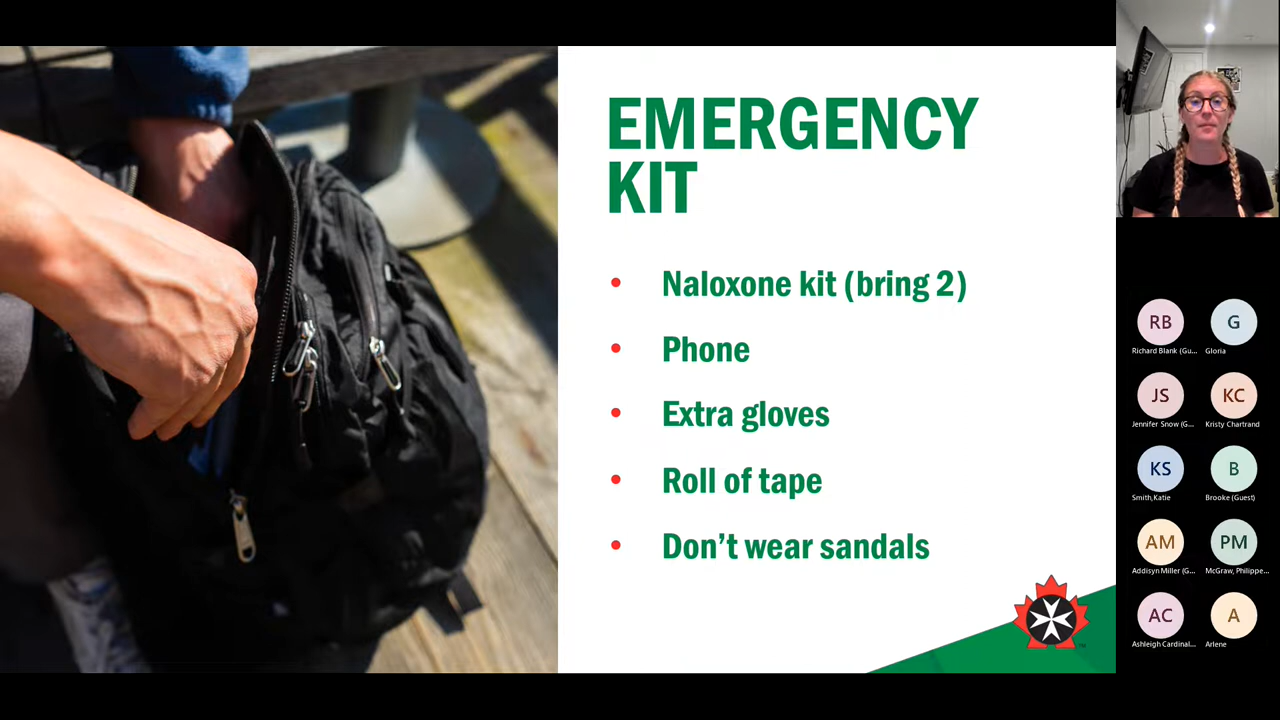 EMERGENCY
KIT
• Naloxone kit (bring 2)
• Phone
• Extra gloves
• Roll of tape
• Don't wear sandals
RB
G
Richard Blank (Gu...
Gloria
JS
KC
Jennifer Snow (G...
Kristy Chartrand
KS
B
Smith,Katie
Brooke (Guest)
AM
PM
Addisyn Miller (G...
McGraw, Philippe...
AC
A
Ashleigh Cardinal...
Arlene